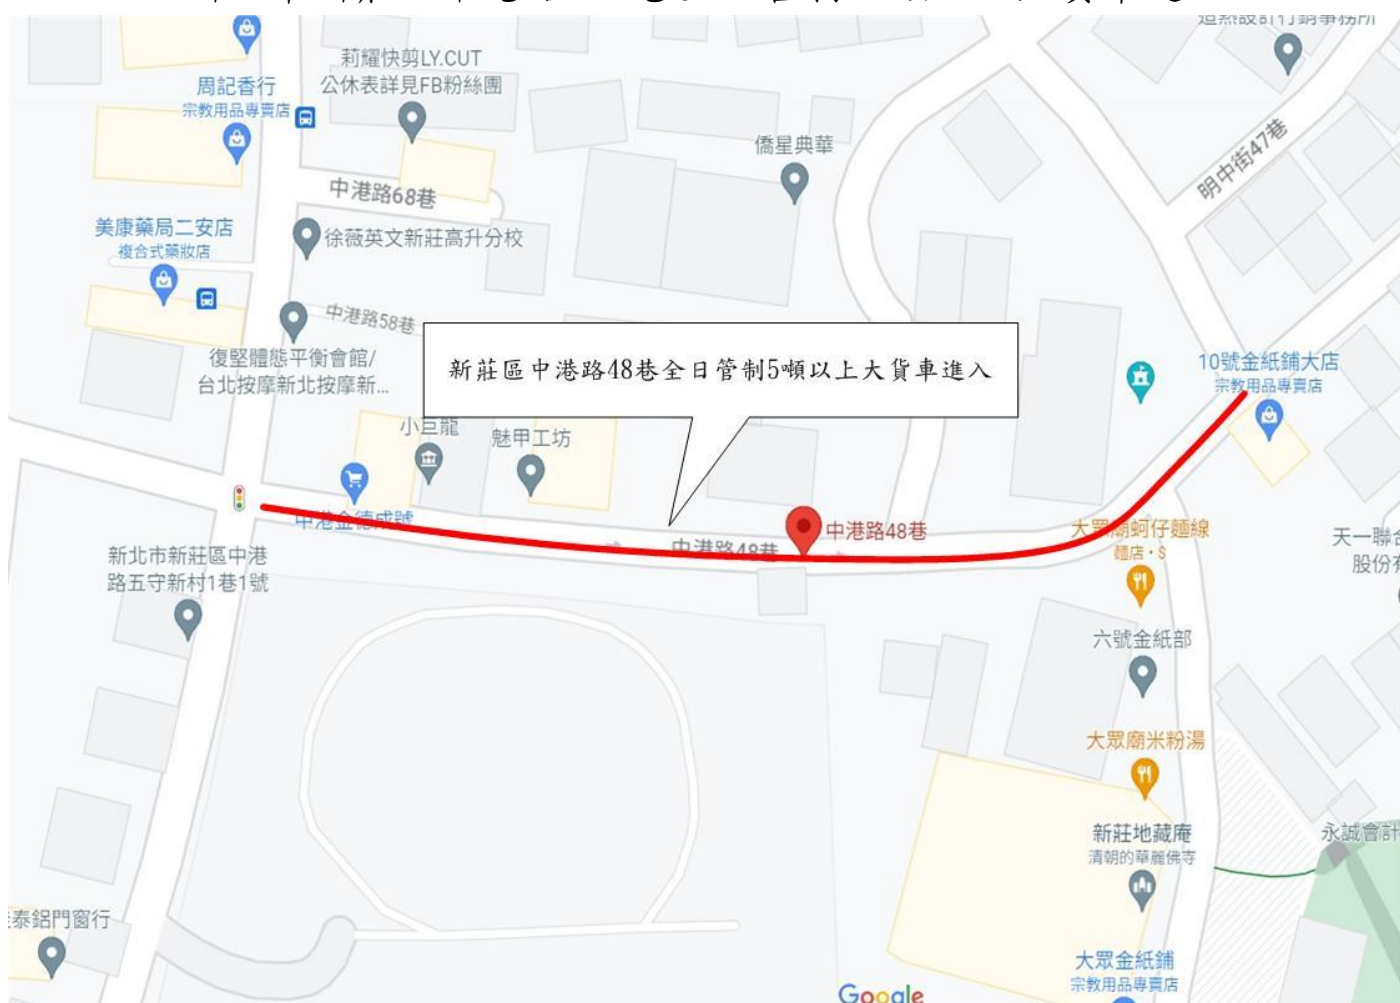 周記香行
宗教用品專賣店
莉耀快剪LY.CUT
公休表詳見FB粉絲團
僑星典華
明中街47巷
中港路68巷
美康藥局二安店
複合式藥妝店
徐薇英文新莊高升分校
中港路58巷
復堅體態平衡會館/
台北按摩新北按摩新...
新莊區中港路48巷全日管制5噸以上大貨車進入
10號金紙鋪大店
宗教用品專賣店
小巨龍
魅甲工坊
中港金德成號
中港路48巷
中港路48巷
大眾廟蚵仔麵線
麵店·$
新北市新莊區中港
路五守新村1巷1號
天一聯合
股份有
六號金紙部
大眾廟米粉湯
新莊地藏庵
清朝的華麗佛寺
永誠會計
泰鋁門窗行
大眾金紙鋪
宗教用品專賣店
Google